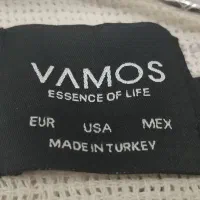 VAMOS
ESSENCE OF LIFE
EUR USA MEX
MADE IN TURKEY